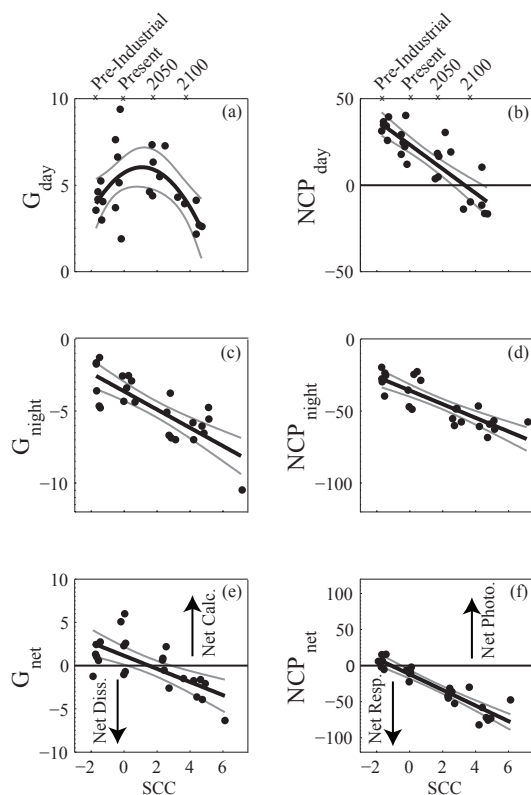 Pre-Industrial Present 2050 2100 Pre-Industrial Present 2050 2100
10 (a) 50 (b)
G day 5 NCP day 0
0 −50
0 (c) 0 (d)
G night −5 NCP night −50
−10 −100
10 (e) Net Calc. 100 (f) Net Photo.
5 50
G net 0 NCP net 0
−5 Net Diss. −50 Net Resp.
−10 −100
−2 0 2 4 6 −2 0 2 4 6
SCC SCC